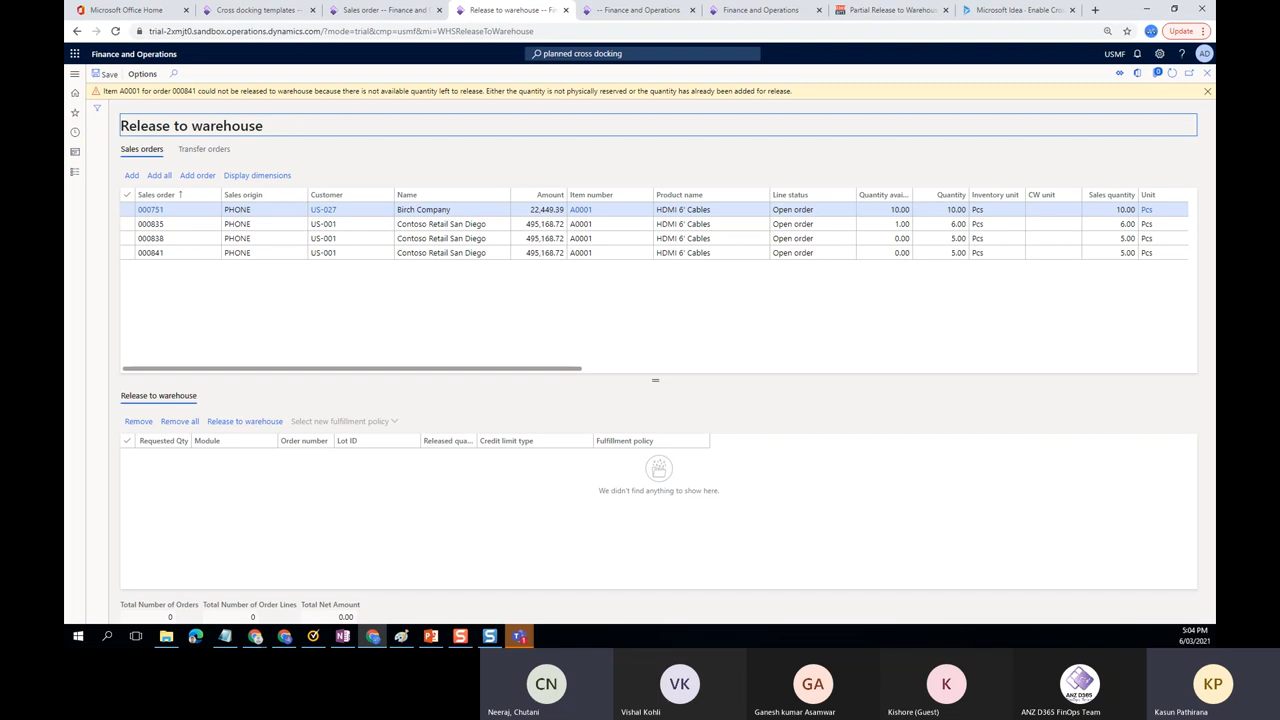 Microsoft Office Home
Cross docking templates --
Sales order -- Finance and O
Release to warehouse -- Fi
-- Finance and Operations
Finance and Operations
Partial Release to Warehous
Microsoft Idea - Enable Cro
trial-2xmjt0.sandbox.operations.dynamics.com/?mode=trial&cmp=usmf&mi=WHSReleaseToWarehouse
Update
Finance and Operations
planned cross docking
USMF
AD
Save
Options
0
Item A0001 for order 000841 could not be released to warehouse because there is not available quantity left to release. Either the quantity is not physically reserved or the quantity has already been added for release.
Release to warehouse
Sales orders Transfer orders
Add Add all Add order Display dimensions
Sales order Sales origin Customer Name Amount Item number Product name Line status Quantity avai... Quantity Inventory unit CW unit Sales quantity Unit
000751 PHONE US-027 Birch Company 22,449.39 A0001 HDMI 6' Cables Open order 10.00 10.00 Pcs 10.00 Pcs
000835 PHONE US-001 Contoso Retail San Diego 495,168.72 A0001 HDMI 6' Cables Open order 1.00 6.00 Pcs 6.00 Pcs
000838 PHONE US-001 Contoso Retail San Diego 495,168.72 A0001 HDMI 6' Cables Open order 0.00 5.00 Pcs 5.00 Pcs
000841 PHONE US-001 Contoso Retail San Diego 495,168.72 A0001 HDMI 6' Cables Open order 0.00 5.00 Pcs 5.00 Pcs
Release to warehouse
Remove Remove all Release to warehouse Select new fulfillment policy
Requested Qty Module Order number Lot ID Released qua... Credit limit type Fulfillment policy
We didn't find anything to show here.
Total Number of Orders Total Number of Order Lines Total Net Amount
0 0 0.00
5:04 PM
6/03/2021
CN
VK
GA
K
ANZ D365
KP
Neeraj, Chutani
Vishal Kohli
Ganesh kumar Asamwar
Kishore (Guest)
ANZ D365 FinOps Team
Kasun Pathirana